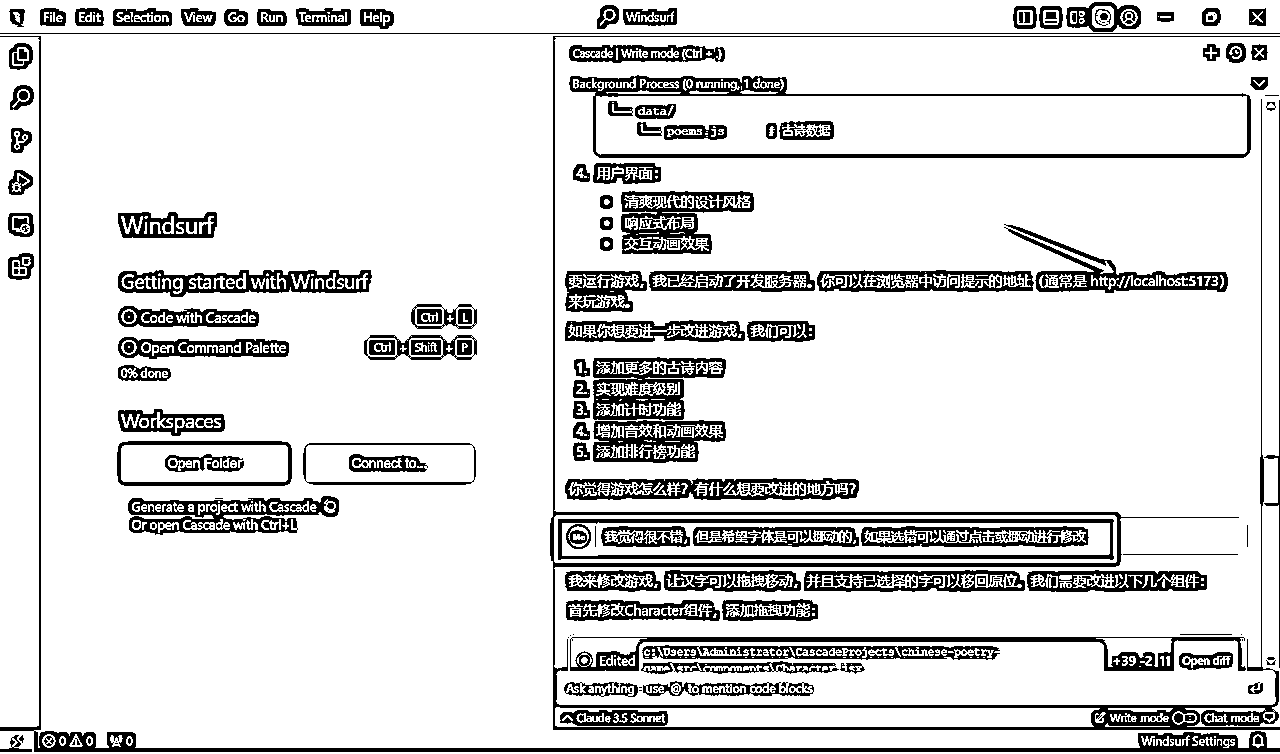 File Edit Selection View Go Run Terminal Help
Windsurf
Cascade | Write mode (Ctrl + .)
Background Process (0 running, 1 done)
data/
poems.js # 古诗数据
4. 用户界面：
清爽现代的设计风格
响应式布局
交互动画效果
要运行游戏，我已经启动了开发服务器。你可以在浏览器中访问提示的地址（通常是 http://localhost:5173）
来玩游戏。
如果你想要进一步改进游戏，我们可以：
1. 添加更多的古诗内容
2. 实现难度级别
3. 添加计时功能
4. 增加音效和动画效果
5. 添加排行榜功能
你觉得游戏怎么样？有什么想要改进的地方吗？
Me 我觉得很不错，但是希望字体是可以挪动的，如果选错可以通过点击或挪动进行修改
我来修改游戏，让汉字可以拖拽移动，并且支持已选择的字可以移回原位。我们需要改进以下几个组件：
首先修改Character组件，添加拖拽功能：
Edited c:\Users\Administrator\CascadeProjects\chinese-poetry-
game\src\components\Character.jsx
+39 -2 11 Open diff
Ask anything - use @ to mention code blocks
Claude 3.5 Sonnet
Write mode Chat mode
Windsurf
Getting started with Windsurf
Code with Cascade Ctrl + L
Open Command Palette Ctrl + Shift + P
0% done
Workspaces
Open Folder Connect to...
Generate a project with Cascade
Or open Cascade with Ctrl+L
0 0 0
Windsurf Settings